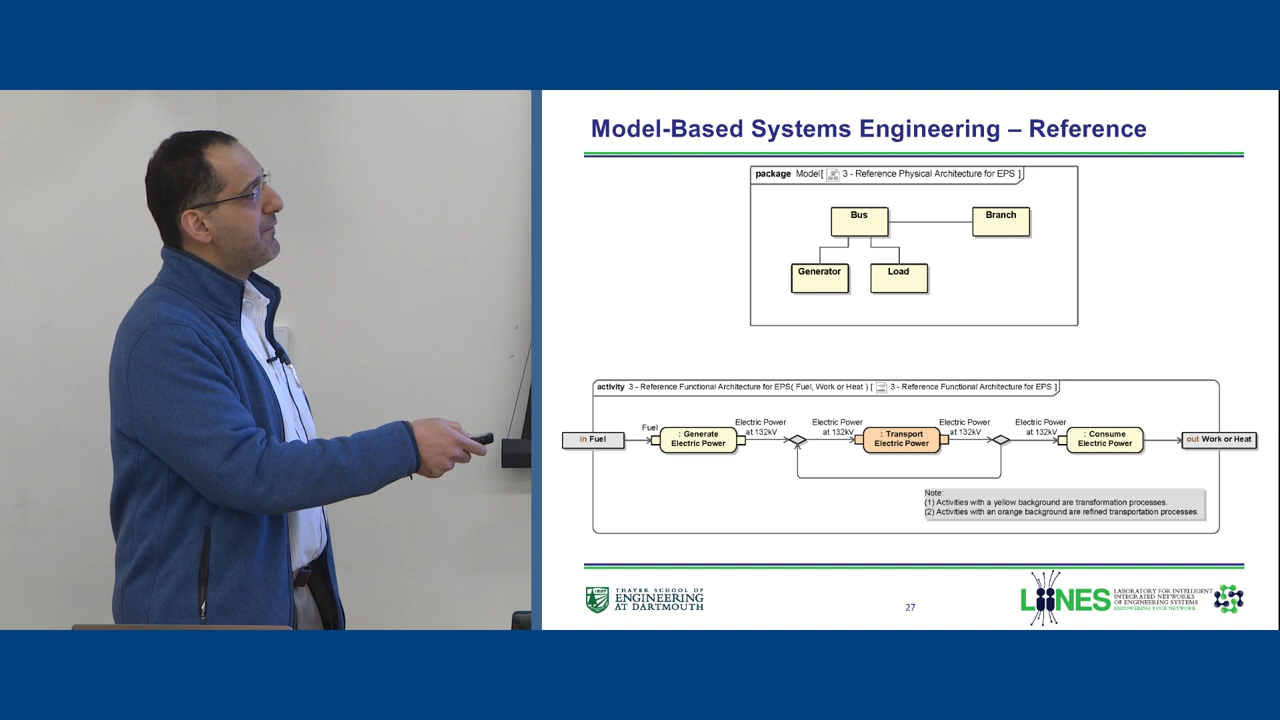 Model-Based Systems Engineering – Reference
package Model[ 3 - Reference Physical Architecture for EPS ]
Bus
Branch
Generator
Load
activity 3 - Reference Functional Architecture for EPS( Fuel, Work or Heat ) [ 3 - Reference Functional Architecture for EPS ]
in Fuel
Fuel
: Generate
Electric Power
Electric Power
at 132kV
Electric Power
at 132kV
: Transport
Electric Power
Electric Power
at 132kV
Electric Power
at 132kV
: Consume
Electric Power
out Work or Heat
Note:
(1) Activities with a yellow background are transformation processes.
(2) Activities with an orange background are refined transportation processes.
THAYER SCHOOL OF
ENGINEERING
AT DARTMOUTH
27
LIINES
LABORATORY FOR INTELLIGENT
INTEGRATED NETWORKS
OF ENGINEERING SYSTEMS
EMPOWERING YOUR NETWORK